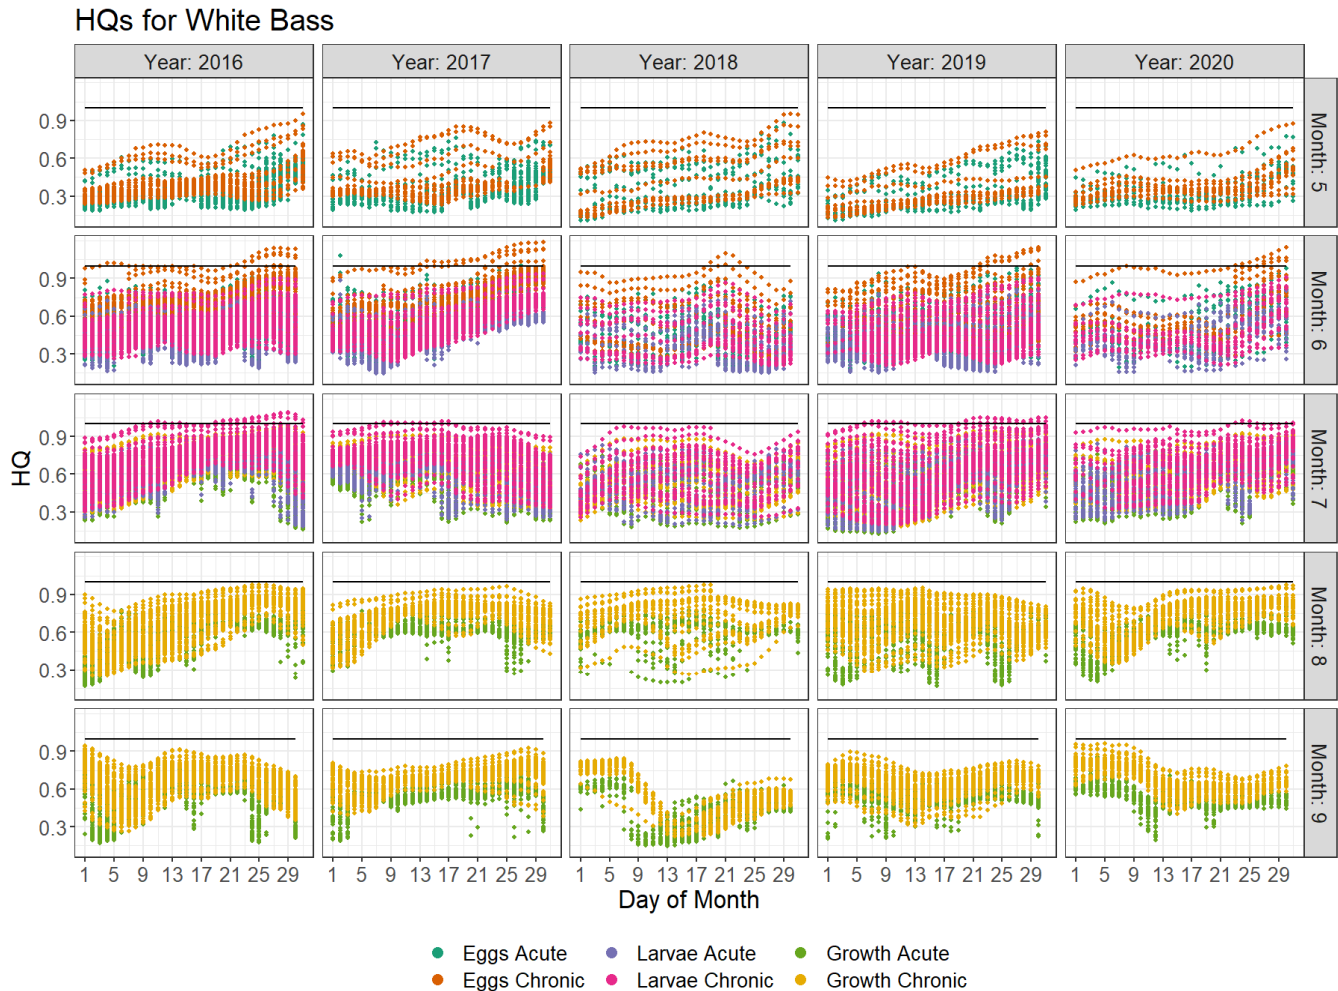 HQs for White Bass
Year: 2016 Year: 2017 Year: 2018 Year: 2019 Year: 2020
0.9
0.6
0.3
Month: 5
0.9
0.6
0.3
Month: 6
0.9
0.6
0.3
Month: 7
HQ
0.9
0.6
0.3
Month: 8
0.9
0.6
0.3
Month: 9
1 5 9 13 17 21 25 29 1 5 9 13 17 21 25 29 1 5 9 13 17 21 25 29 1 5 9 13 17 21 25 29 1 5 9 13 17 21 25 29
Day of Month
Eggs Acute Larvae Acute Growth Acute
Eggs Chronic Larvae Chronic Growth Chronic